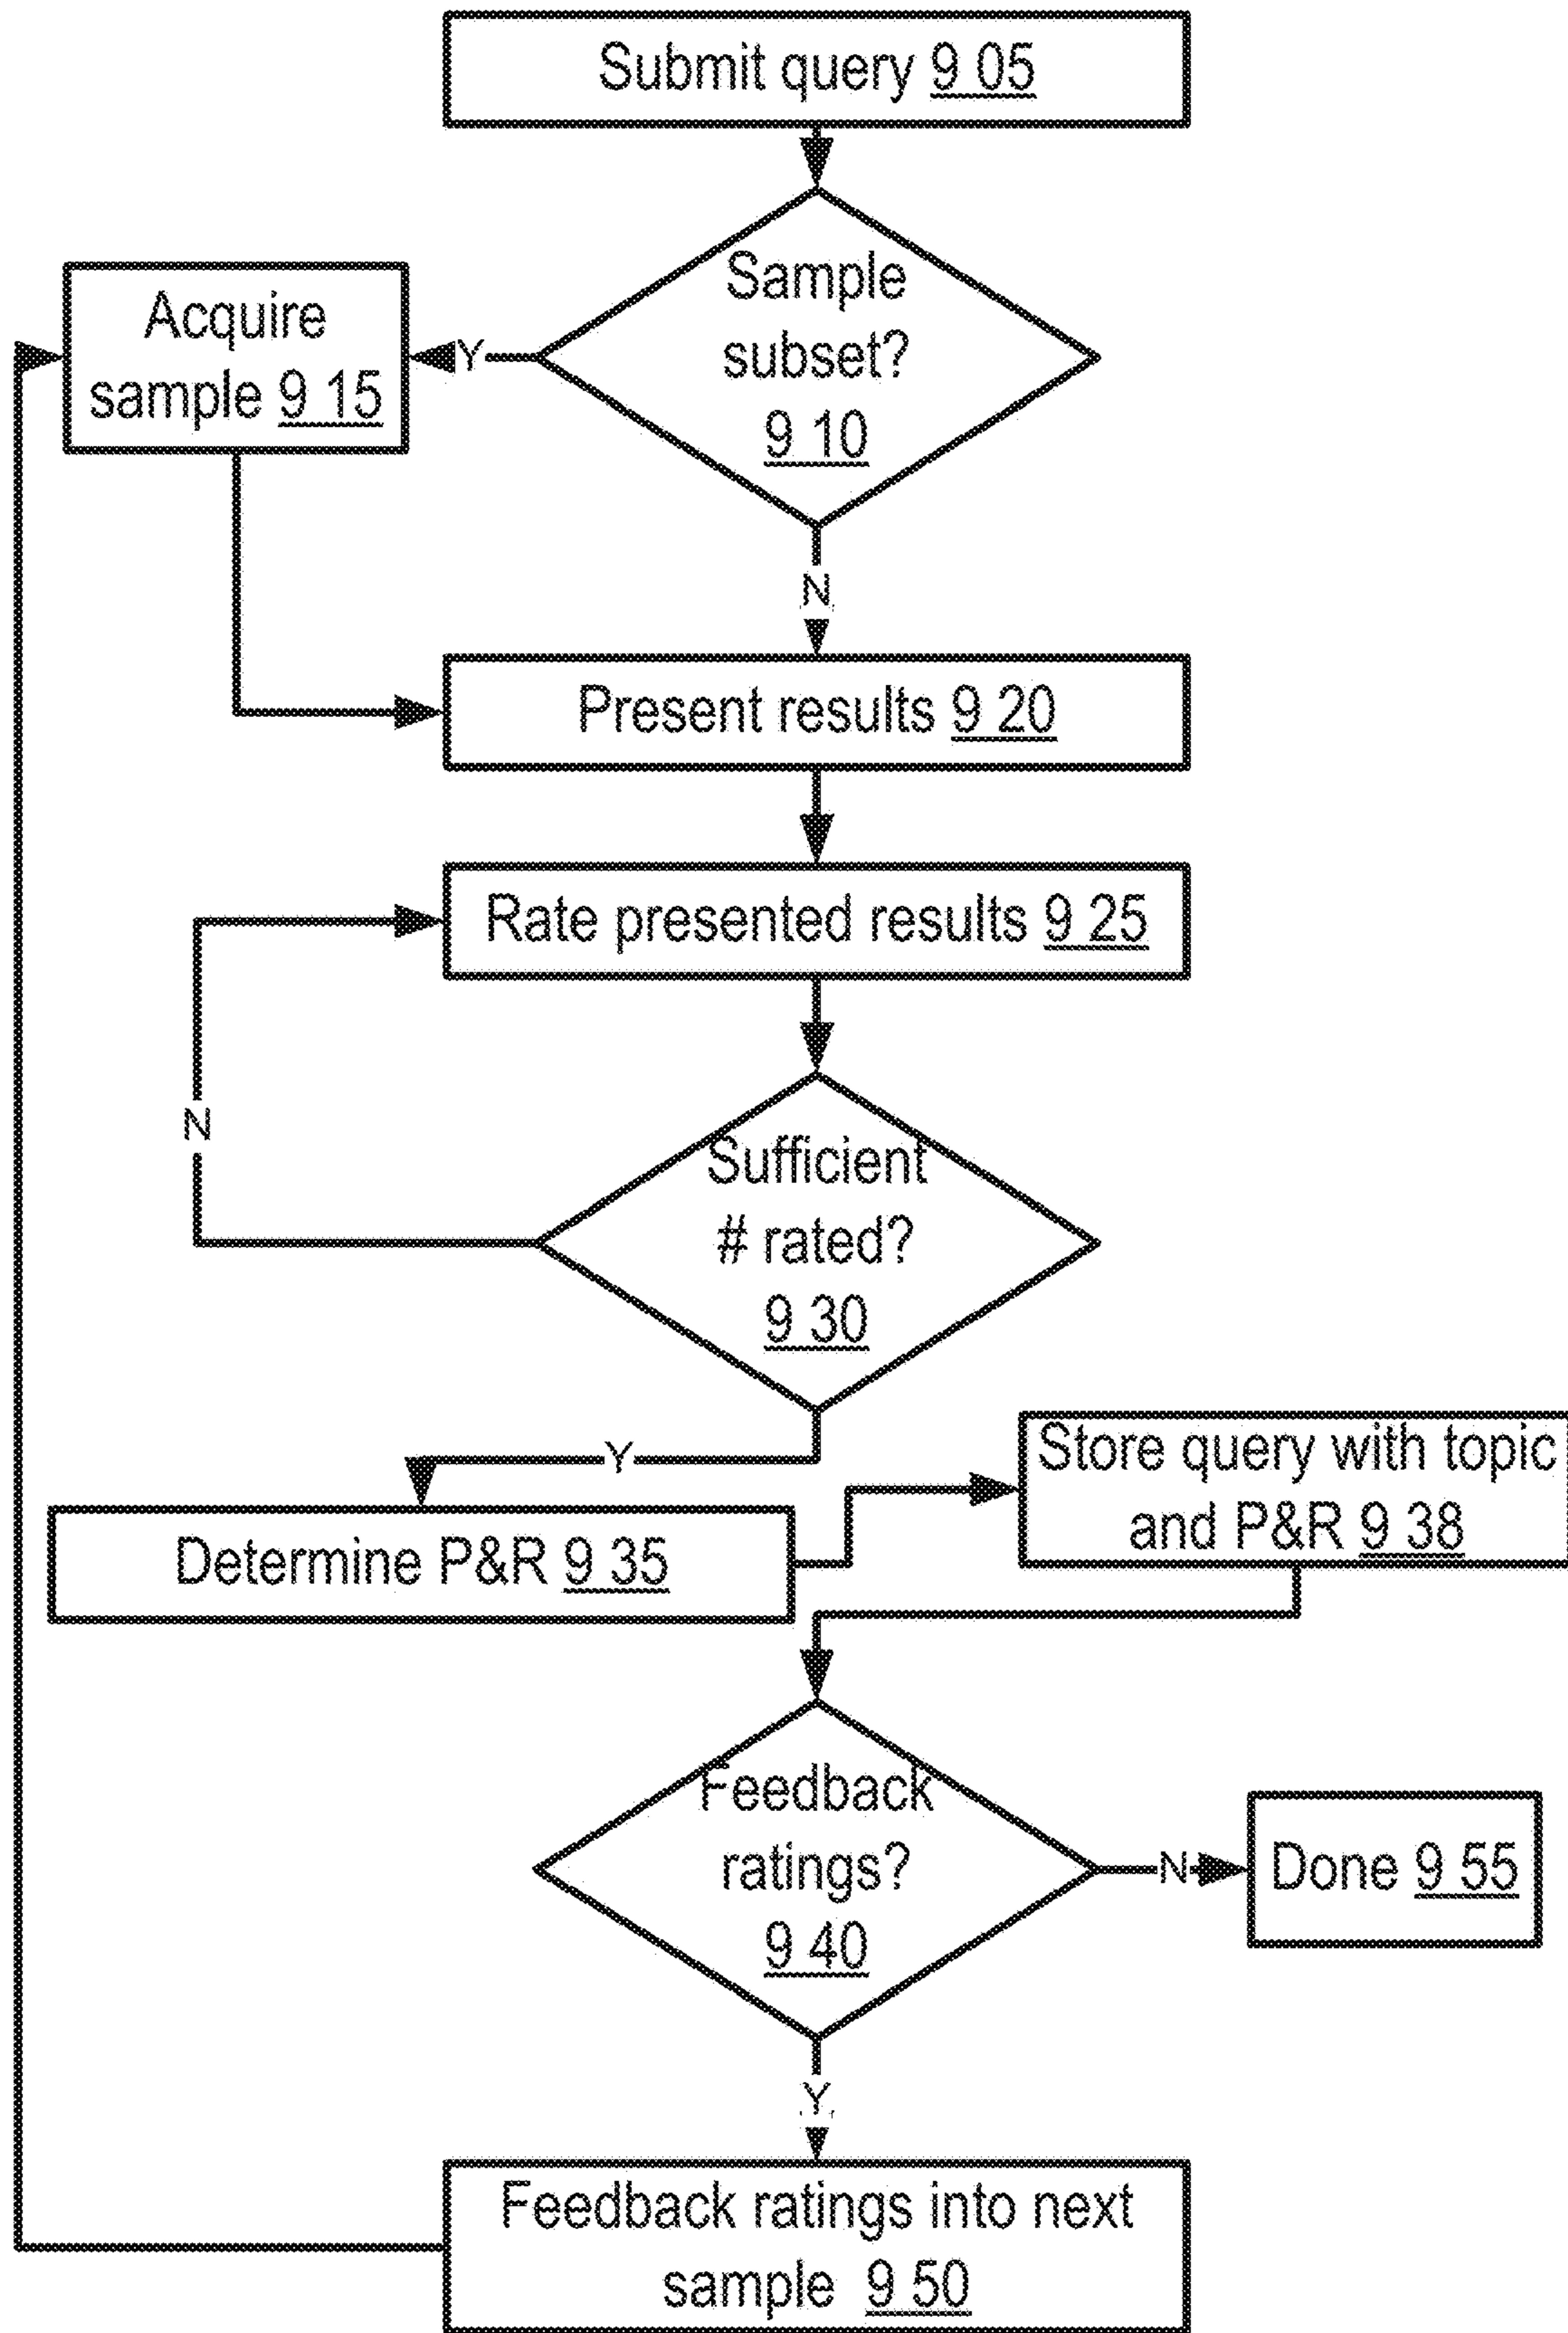 Submit query 9 05
Sample
subset?
9 10
Y
Acquire
sample 9 15
N
Present results 9 20
Rate presented results 9 25
N
Sufficient
# rated?
9 30
Y
Store query with topic
and P&R 9 38
Determine P&R 9 35
Feedback
ratings?
9 40
N
Done 9 55
Y
Feedback ratings into next
sample 9 50